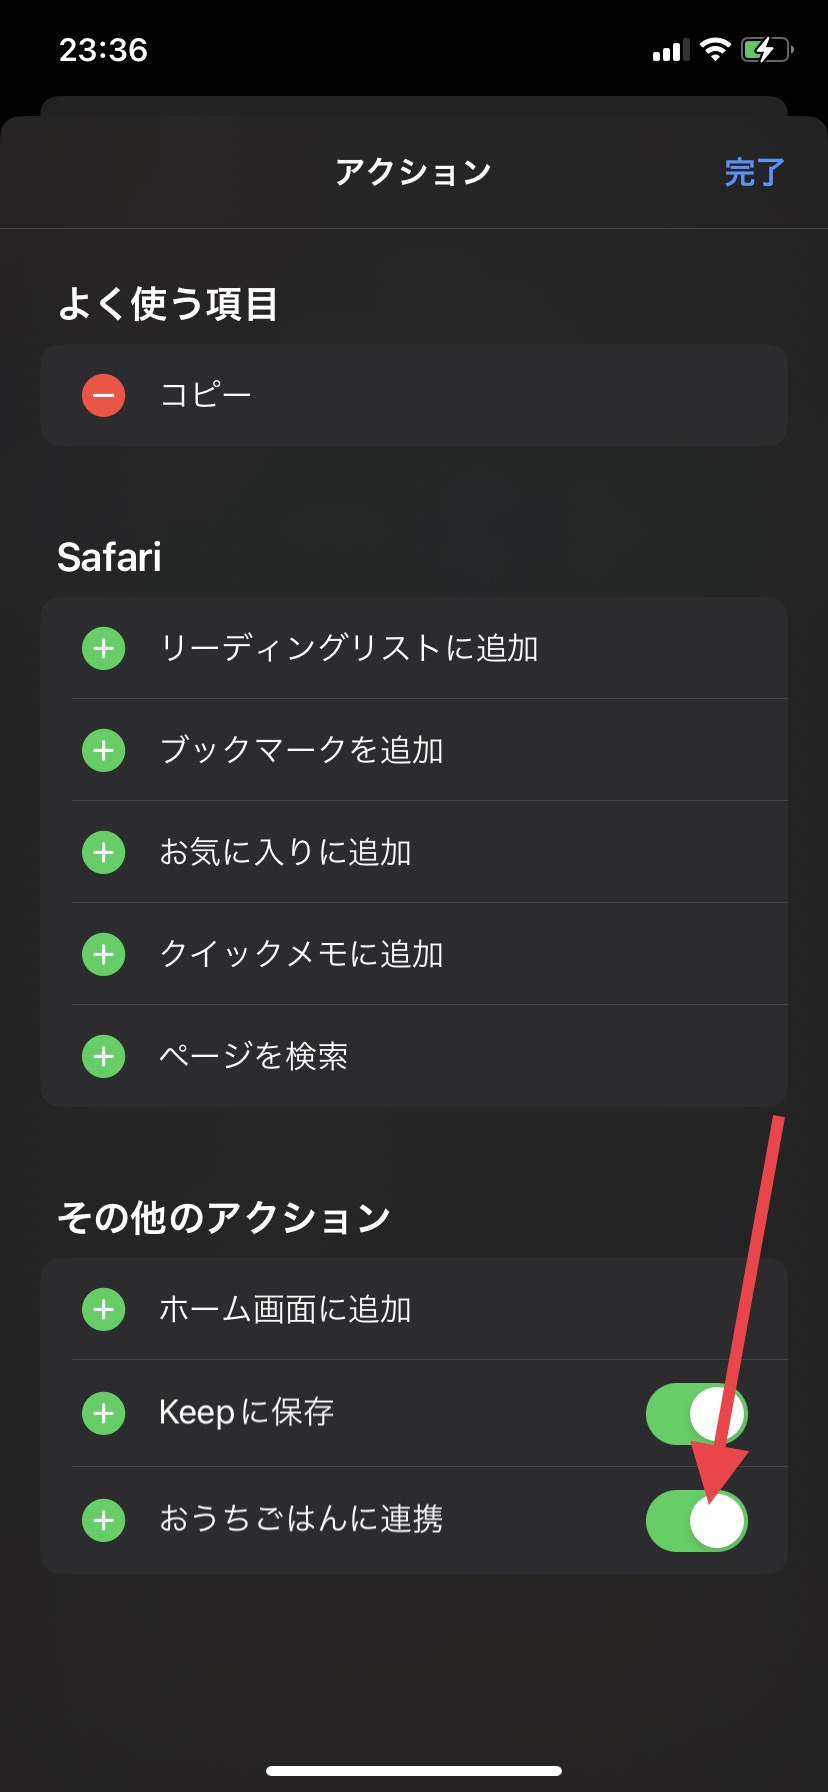 23:36
アクション
完了
よく使う項目
コピー
Safari
リーディングリストに追加
ブックマークを追加
お気に入りに追加
クイックメモに追加
ページを検索
その他のアクション
ホーム画面に追加
Keepに保存
おうちごはんに連携